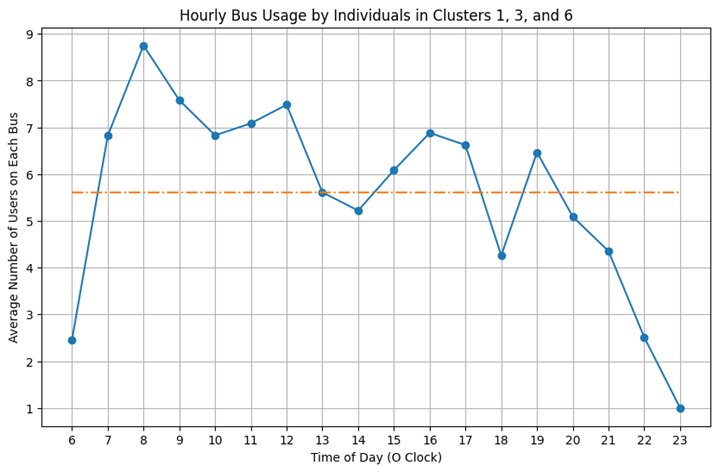 Hourly Bus Usage by Individuals in Clusters 1, 3, and 6
Average Number of Users on Each Bus
9
8
7
6
5
4
3
2
1
6 7 8 9 10 11 12 13 14 15 16 17 18 19 20 21 22 23
Time of Day (O Clock)